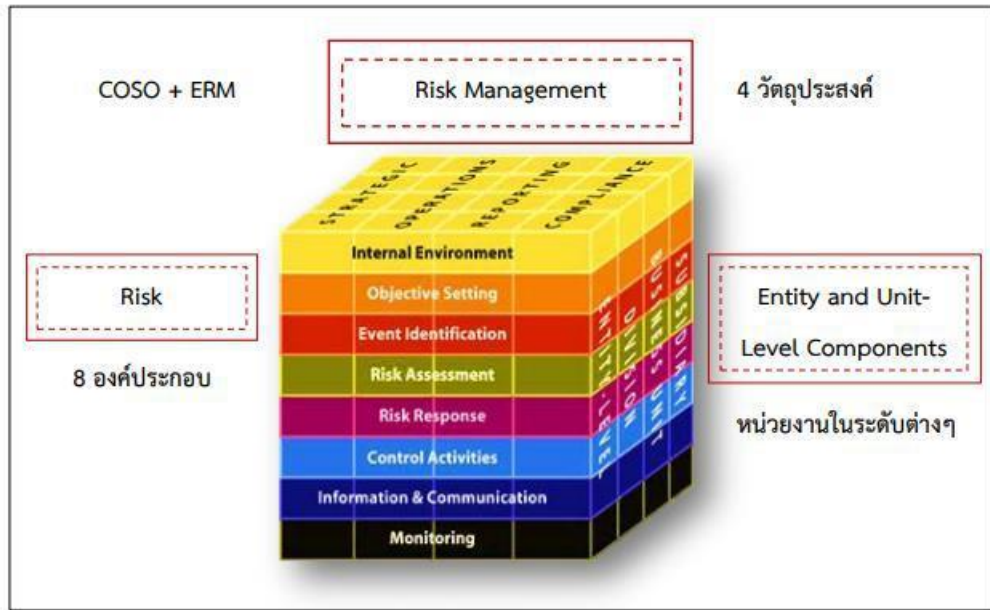 COSO + ERM
Risk Management
4 วัตถุประสงค์
STRATEGIC
OPERATIONS
REPORTING
COMPLIANCE
Risk
8 องค์ประกอบ
Internal Environment
Objective Setting
Event Identification
Risk Assessment
Risk Response
Control Activities
Information & Communication
Monitoring
ENTITY-LEVEL
DIVISION
BUSINESS UNIT
SUBSIDIARY
Entity and Unit-
Level Components
หน่วยงานในระดับต่างๆ